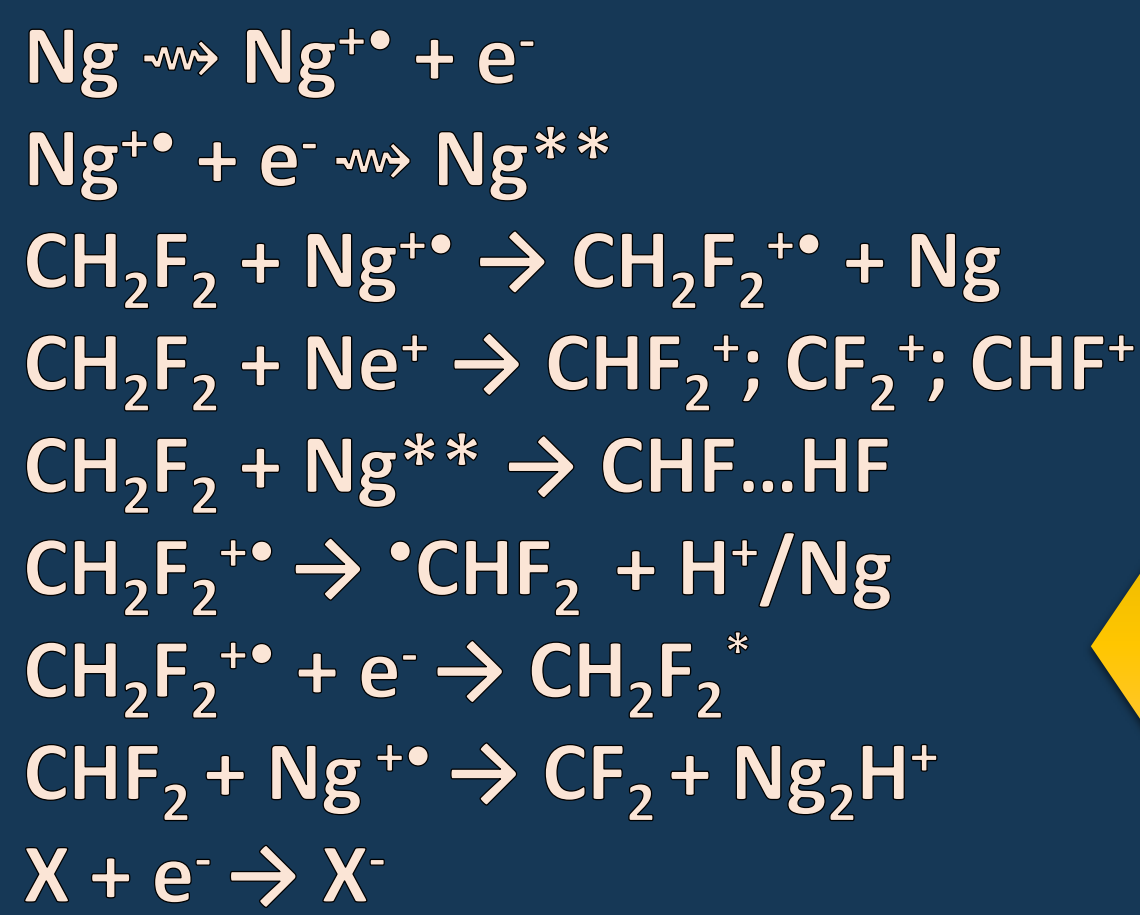 Ng ⇝ Ng⁺• + e⁻
Ng⁺• + e⁻ ⇝ Ng**
CH₂F₂ + Ng⁺• → CH₂F₂⁺• + Ng
CH₂F₂ + Ne⁺ → CHF₂⁺; CF₂⁺; CHF⁺
CH₂F₂ + Ng** → CHF...HF
CH₂F₂⁺• → •CHF₂ + H⁺/Ng
CH₂F₂⁺• + e⁻ → CH₂F₂*
CHF₂ + Ng ⁺• → CF₂ + Ng₂H⁺
X + e⁻ → X⁻